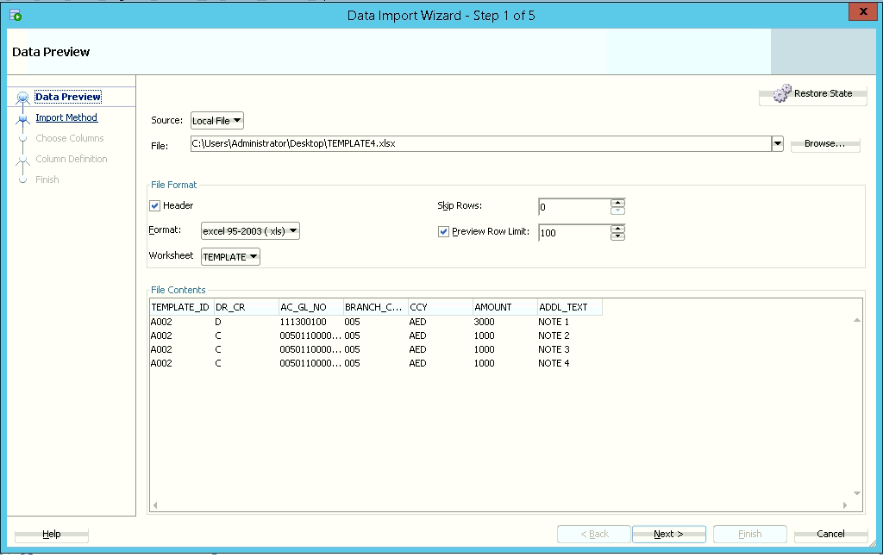 Data Import Wizard - Step 1 of 5
Data Preview
Data Preview
Import Method
Choose Columns
Column Definition
Finish
Restore State
Source: Local File
File: C:\Users\Administrator\Desktop\TEMPLATE4.xlsx Browse...
File Format
Header Skip Rows: 0
Format: excel 95-2003 ( xls) Preview Row Limit: 100
Worksheet TEMPLATE
File Contents
TEMPLATE_ID DR_CR AC_GL_NO BRANCH_C... CCY AMOUNT ADDL_TEXT
A002 D 111300100 005 AED 3000 NOTE 1
A002 C 0050110000... 005 AED 1000 NOTE 2
A002 C 0050110000... 005 AED 1000 NOTE 3
A002 C 0050110000... 005 AED 1000 NOTE 4
Help < Back Next > Finish Cancel